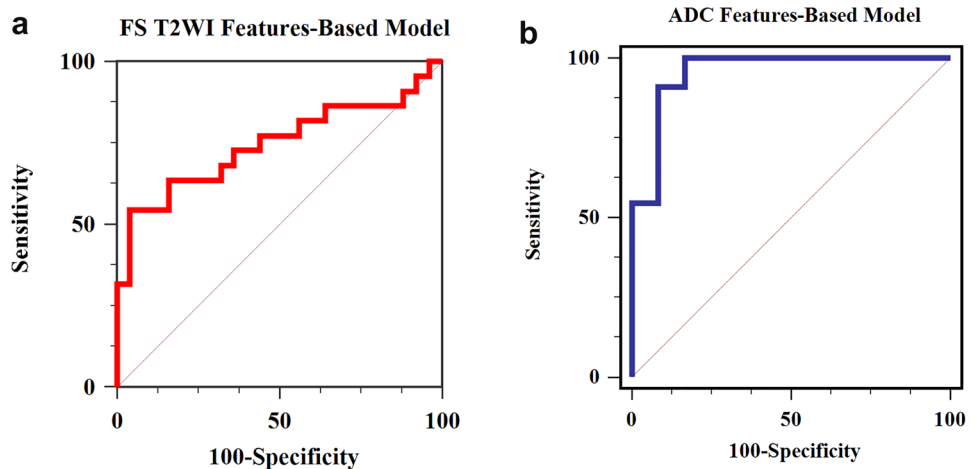 a
FS T2WI Features-Based Model
100
50
0
Sensitivity
0
50
100
100-Specificity
b
ADC Features-Based Model
100
50
0
Sensitivity
0
50
100
100-Specificity